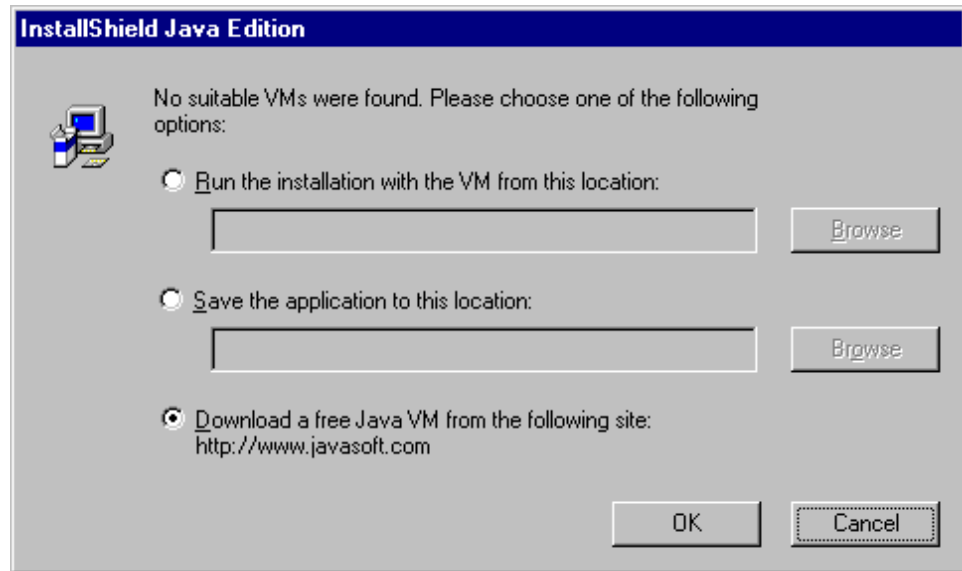 InstallShield Java Edition
No suitable VMs were found. Please choose one of the following
options:
Run the installation with the VM from this location:
Browse
Save the application to this location:
Browse
Download a free Java VM from the following site:
http://www.javasoft.com
OK
Cancel